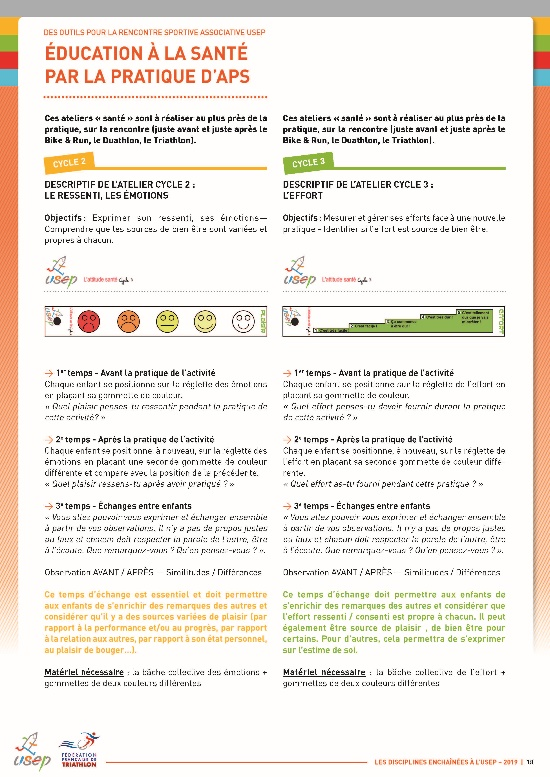 DES OUTILS POUR LA RENCONTRE SPORTIVE ASSOCIATIVE USEP
ÉDUCATION À LA SANTÉ
PAR LA PRATIQUE D'APS
Ces ateliers « santé » sont à réaliser au plus près de la
pratique, sur la rencontre (juste avant et juste après le
Bike & Run, le Duathlon, le Triathlon).
CYCLE 2
DESCRIPTIF DE L'ATELIER CYCLE 2 :
LE RESSENTI, LES ÉMOTIONS
Objectifs : Exprimer son ressenti, ses émotions—
Comprendre que les sources de bien être sont variées et
propres à chacun.
usep L'attitude santé Cycle
PLAISIR
→ 1er temps - Avant la pratique de l'activité
Chaque enfant se positionne sur la réglette des émotions
en plaçant sa gommette de couleur.
« Quel plaisir penses-tu ressentir pendant la pratique de
cette activité? »
→ 2e temps - Après la pratique de l'activité
Chaque enfant se positionne à nouveau, sur la réglette des
émotions en plaçant une seconde gommette de couleur
différente et compare avec la position de la précédente.
« Quel plaisir ressens-tu après avoir pratiqué ? »
→ 3e temps - Échanges entre enfants
« Vous allez pouvoir vous exprimer et échanger ensemble
à partir de vos observations. Il n'y a pas de propos justes
ou faux et chacun doit respecter la parole de l'autre, être
à l'écoute. Que remarquez-vous ? Qu'en pensez-vous ? ».
Observation AVANT / APRÈS — Similitudes / Différences
Ce temps d'échange est essentiel et doit permettre
aux enfants de s'enrichir des remarques des autres et
considérer qu'il y a des sources variées de plaisir (par
rapport à la performance et/ou au progrès, par rapport
à la relation aux autres, par rapport à son état personnel,
au plaisir de bouger...).
Matériel nécessaire : la bâche collective des émotions +
gommettes de deux couleurs différentes
Ces ateliers « santé » sont à réaliser au plus près de la
pratique, sur la rencontre (juste avant et juste après le
Bike & Run, le Duathlon, le Triathlon).
CYCLE 3
DESCRIPTIF DE L'ATELIER CYCLE 3 :
L'EFFORT
Objectifs : Mesurer et gérer ses efforts face à une nouvelle
pratique - Identifier si l'effort est source de bien être.
usep L'attitude santé Cycle
EFFORT
→ 1er temps - Avant la pratique de l'activité
Chaque enfant se positionne sur la réglette de l'effort en
plaçant sa gommette de couleur.
« Quel effort penses-tu devoir fournir durant la pratique
de cette activité ? »
→ 2e temps - Après la pratique de l'activité
Chaque enfant se positionne, à nouveau, sur la réglette de
l'effort en plaçant sa seconde gommette de couleur diffé-
rente.
« Quel effort as-tu fourni pendant cette pratique ? »
→ 3e temps - Échanges entre enfants
« Vous allez pouvoir vous exprimer et échanger ensemble
à partir de vos observations. Il n'y a pas de propos justes
ou faux et chacun doit respecter la parole de l'autre, être
à l'écoute. Que remarquez-vous ? Qu'en pensez-vous ? ».
Observation AVANT / APRÈS — Similitudes / Différences
Ce temps d'échange doit permettre aux enfants de
s'enrichir des remarques des autres et considérer que
l'effort ressenti / consenti est propre à chacun. Il peut
également être source de plaisir , de bien être pour
certains. Pour d'autres, cela permettra de s'exprimer
sur l'estime de soi.
Matériel nécessaire : la bâche collective de l'effort +
gommettes de deux couleurs différentes
usep
FÉDÉRATION
FRANÇAISE DE
TRIATHLON
LES DISCIPLINES ENCHAÎNÉES À L'USEP - 2019 | 18